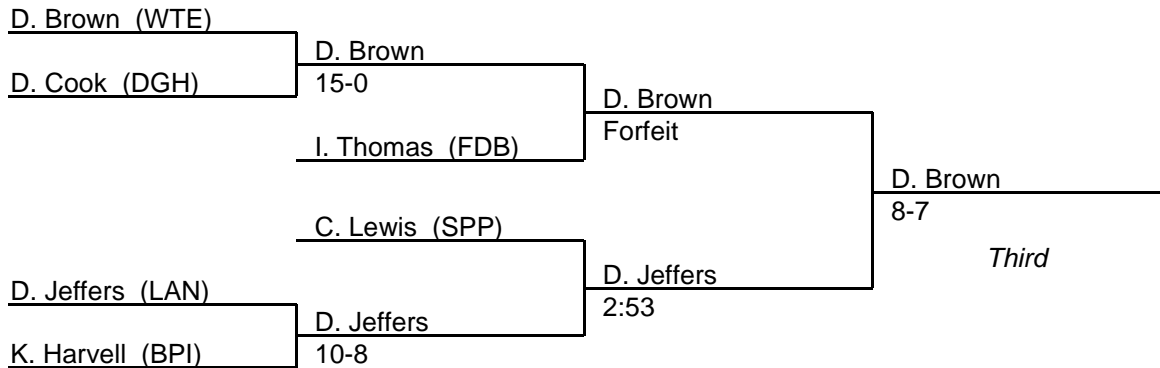 D. Brown (WTE)
D. Brown
D. Cook (DGH)
15-0
D. Brown
Forfeit
I. Thomas (FDB)
D. Brown
8-7
C. Lewis (SPP)
Third
D. Jeffers
D. Jeffers (LAN)
2:53
D. Jeffers
K. Harvell (BPI)
10-8